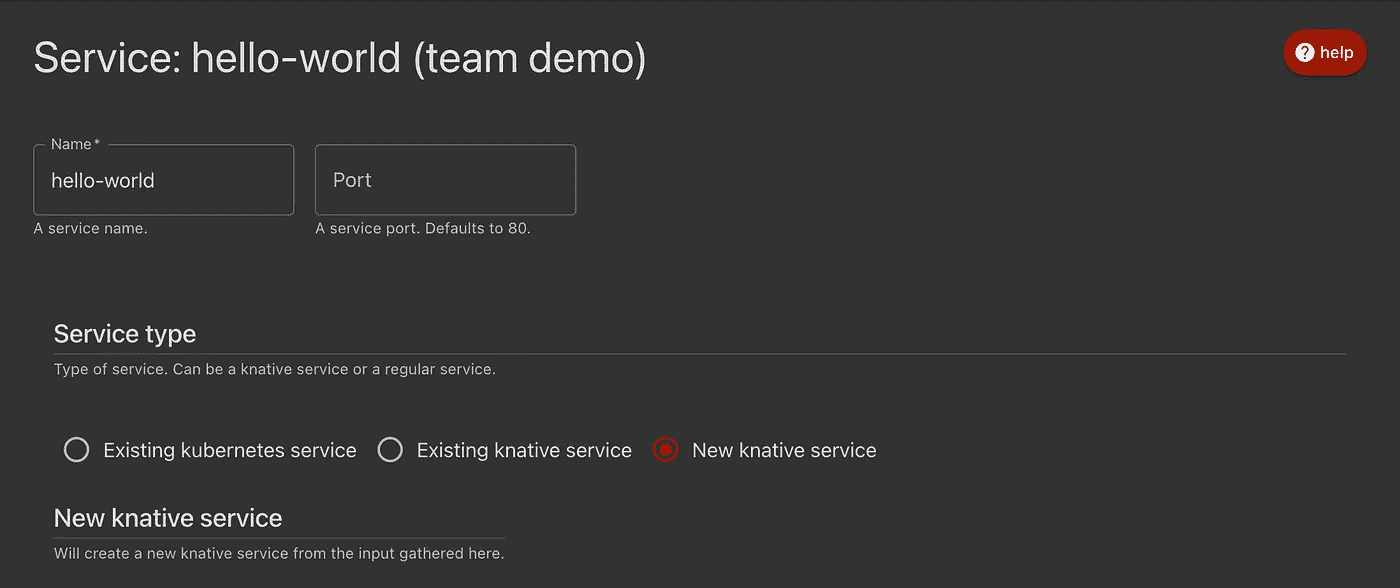 Service: hello-world (team demo)
help
Name*
hello-world
Port
A service name.
A service port. Defaults to 80.
Service type
Type of service. Can be a knative service or a regular service.
Existing kubernetes service
Existing knative service
New knative service
New knative service
Will create a new knative service from the input gathered here.